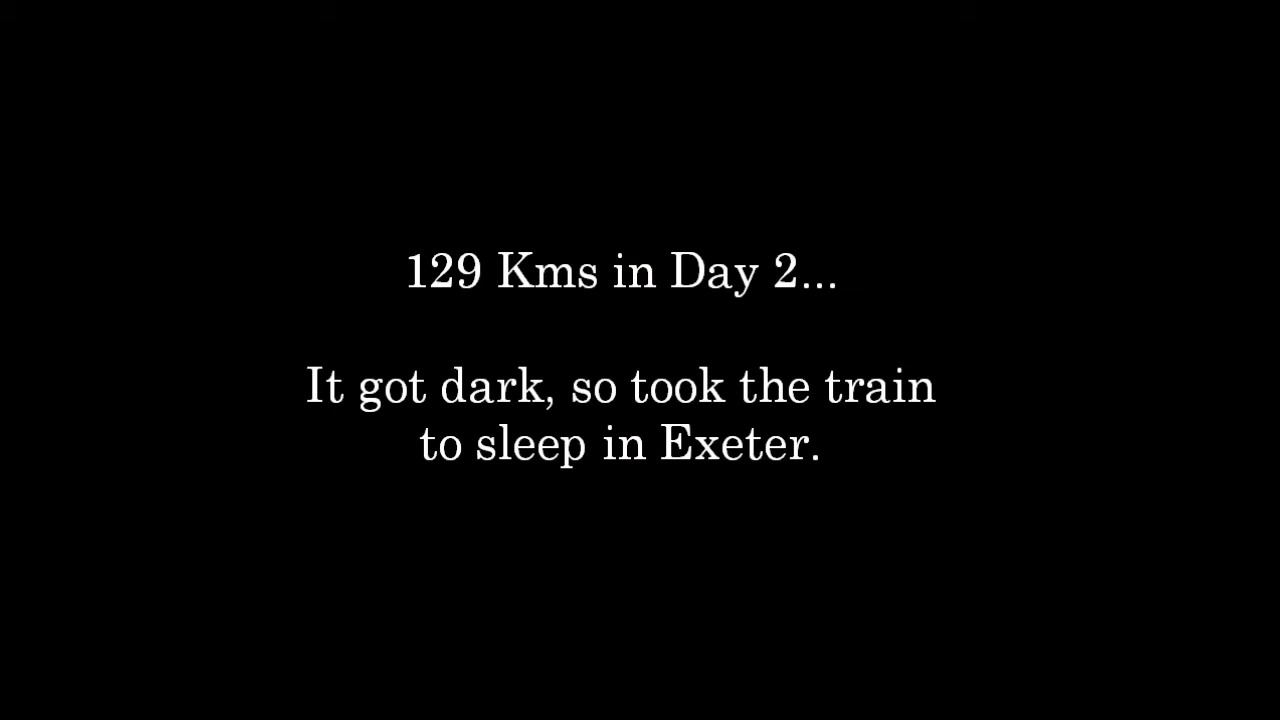 129 Kms in Day 2...
It got dark, so took the train
to sleep in Exeter.